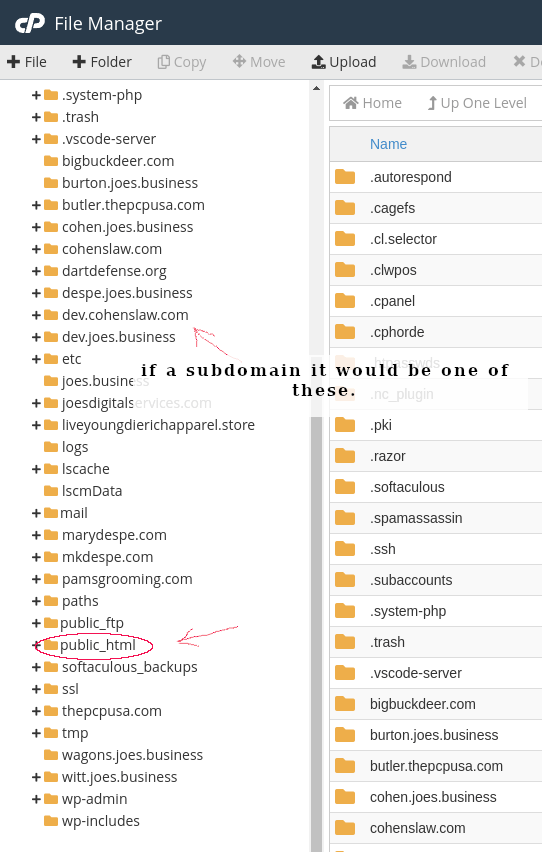 cP File Manager
File Folder Copy Move Upload Download De
.system-php
.trash
.vscode-server
bigbuckdeer.com
burton.joes.business
butler.thepcpusa.com
cohen.joes.business
cohenslaw.com
dartdefense.org
despe.joes.business
dev.cohenslaw.com
dev.joes.business
etc
joes.business
joesdigitalservices.com
liveyoungdierichapparel.store
logs
lscache
lscmData
mail
marydespe.com
mkdespe.com
pamsgrooming.com
paths
public_ftp
public_html
softaculous_backups
ssl
thepcpusa.com
tmp
wagons.joes.business
witt.joes.business
wp-admin
wp-includes
if a subdomain it would be one of
these.
Home Up One Level
Name
.autorespond
.cagefs
.cl.selector
.clwpos
.cpanel
.cphorde
.htpasswds
.nc_plugin
.pki
.razor
.softaculous
.spamassassin
.ssh
.subaccounts
.system-php
.trash
.vscode-server
bigbuckdeer.com
burton.joes.business
butler.thepcpusa.com
cohen.joes.business
cohenslaw.com